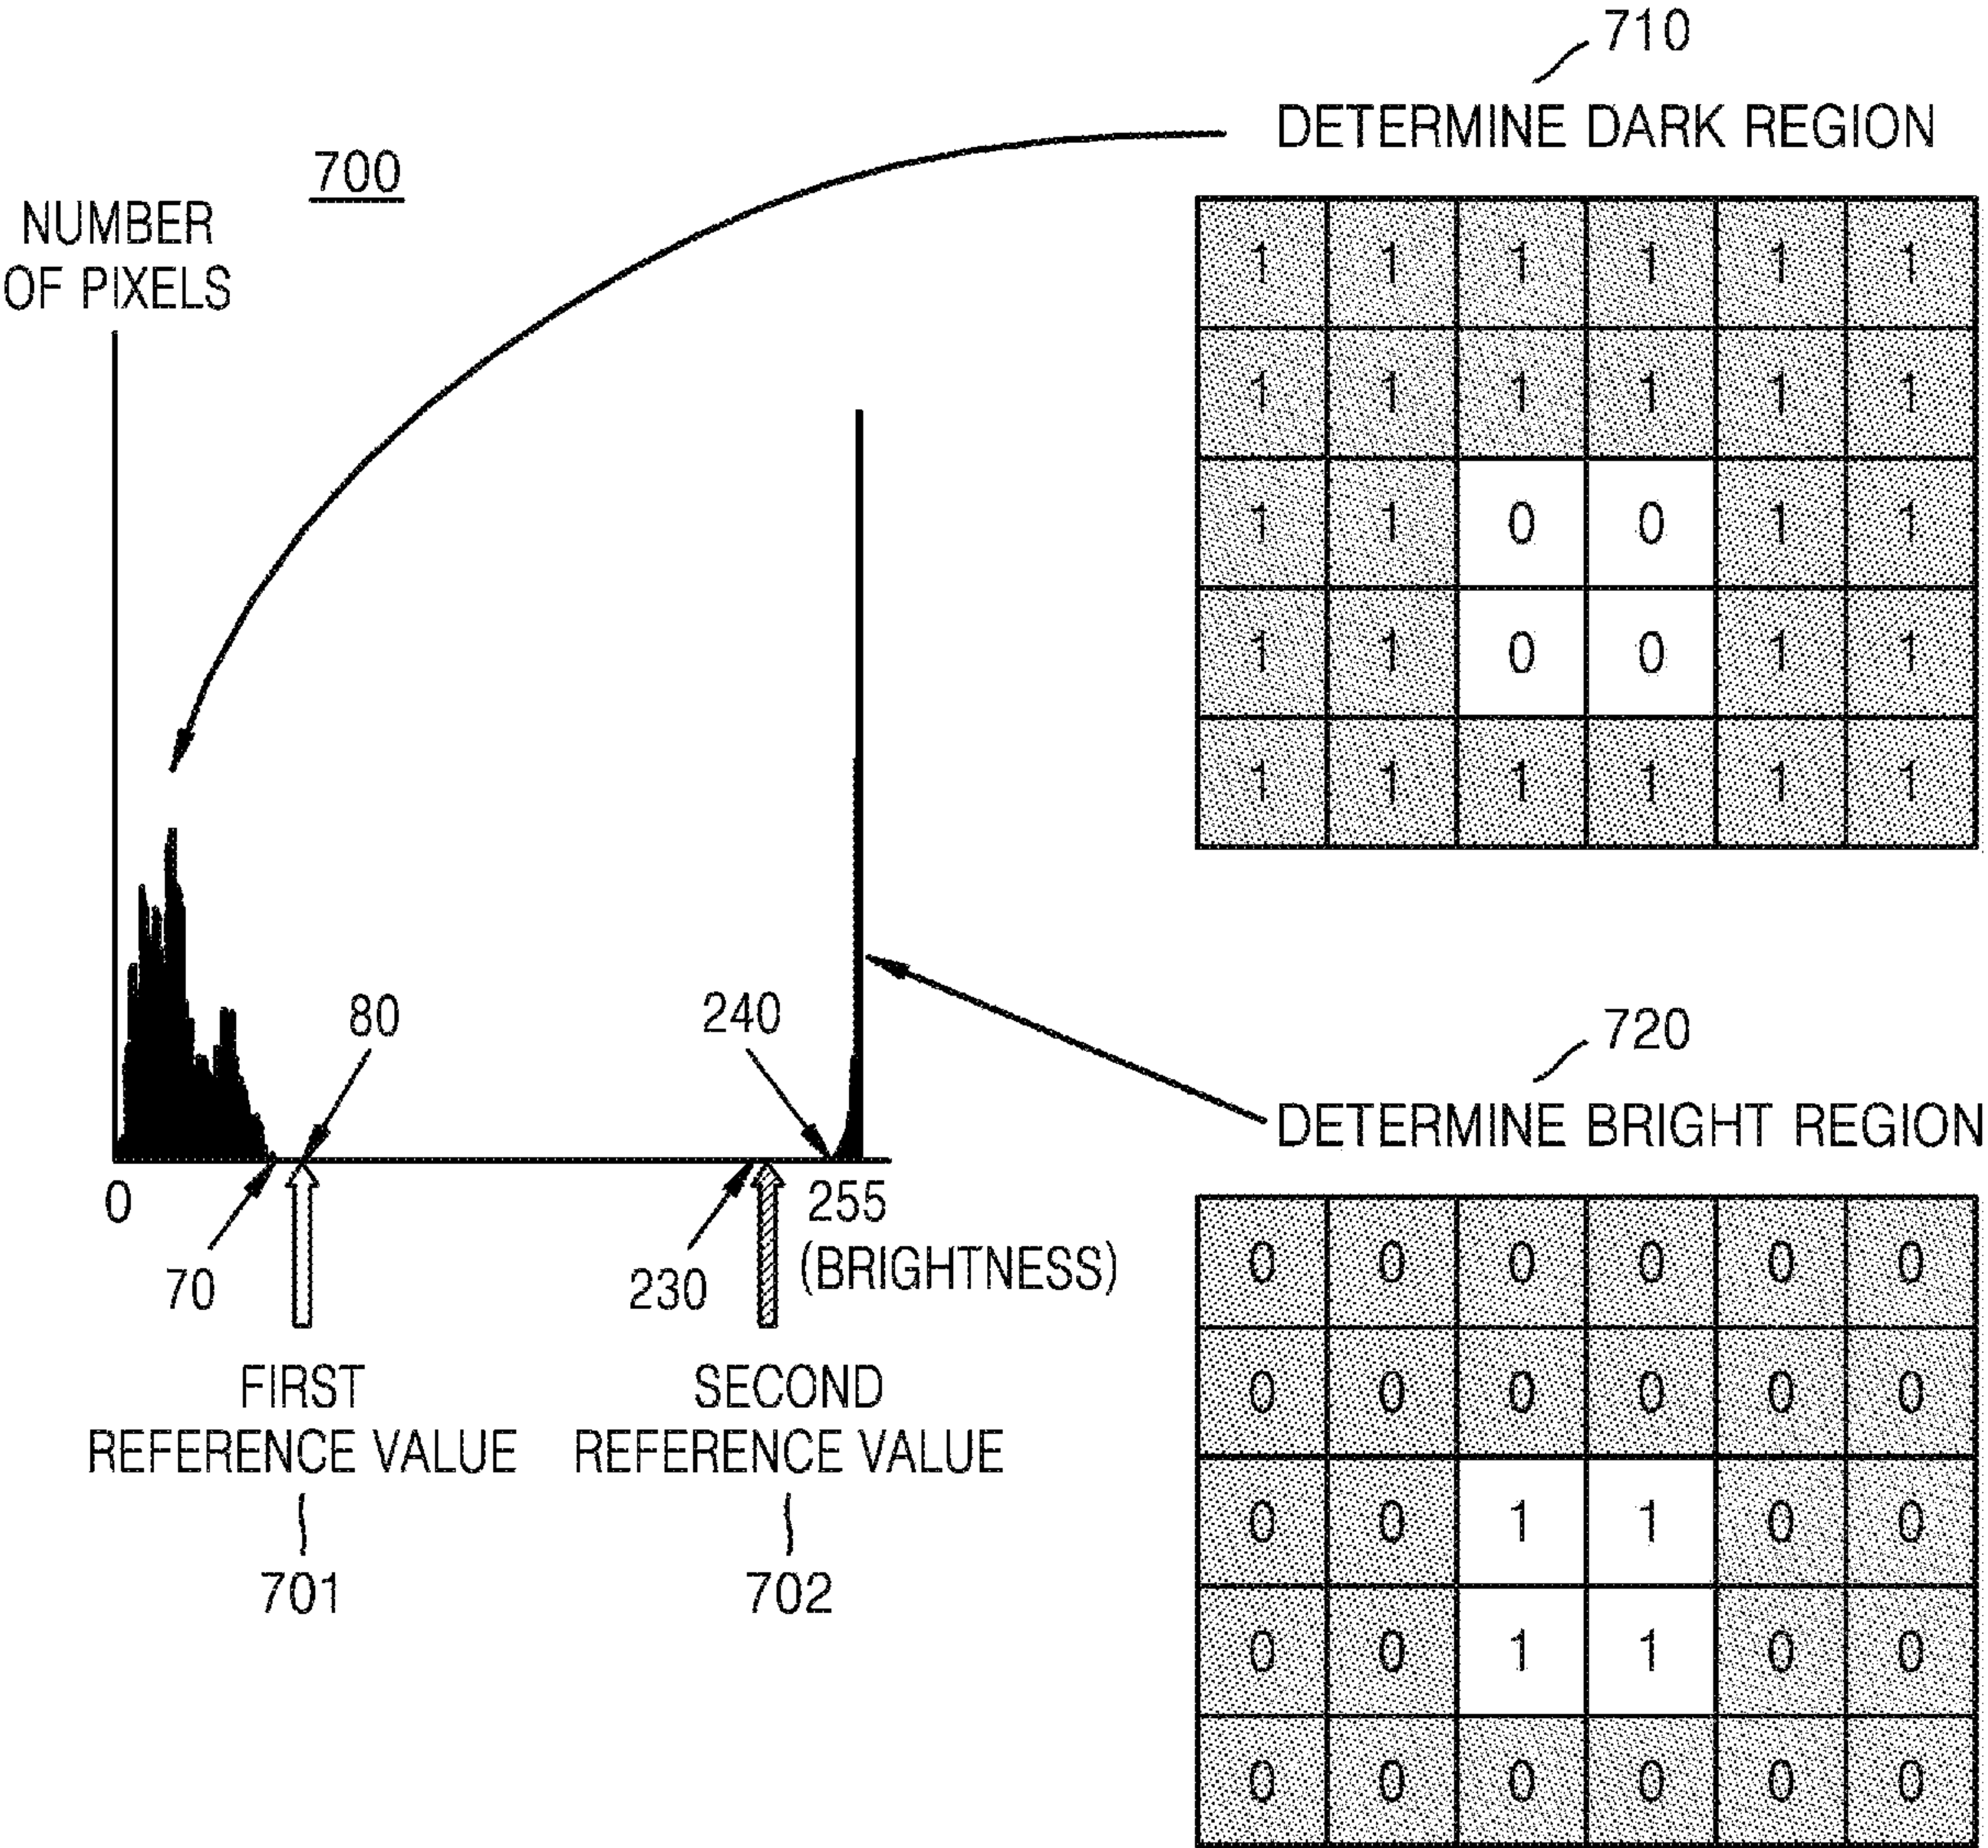 710
DETERMINE DARK REGION
700
NUMBER
OF PIXELS
1 1 1 1 1 1
1 1 1 1 1 1
1 1 0 0 1 1
1 1 0 0 1 1
1 1 1 1 1 1
80
240
0
255
(BRIGHTNESS)
70
230
FIRST
REFERENCE VALUE
701
SECOND
REFERENCE VALUE
702
720
DETERMINE BRIGHT REGION
0 0 0 0 0 0
0 0 0 0 0 0
0 0 1 1 0 0
0 0 1 1 0 0
0 0 0 0 0 0